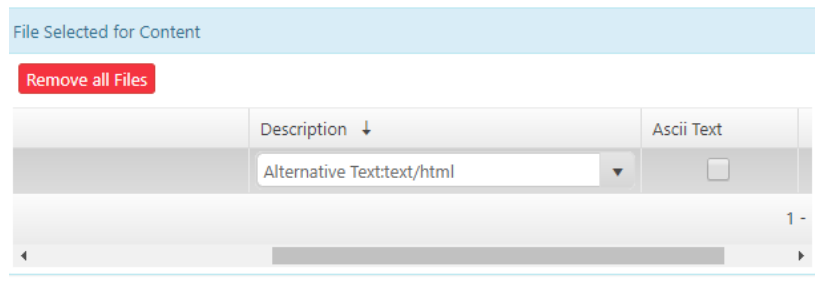 File Selected for Content
Remove all Files
Description ↓ Ascii Text
Alternative Text:text/html
1 -